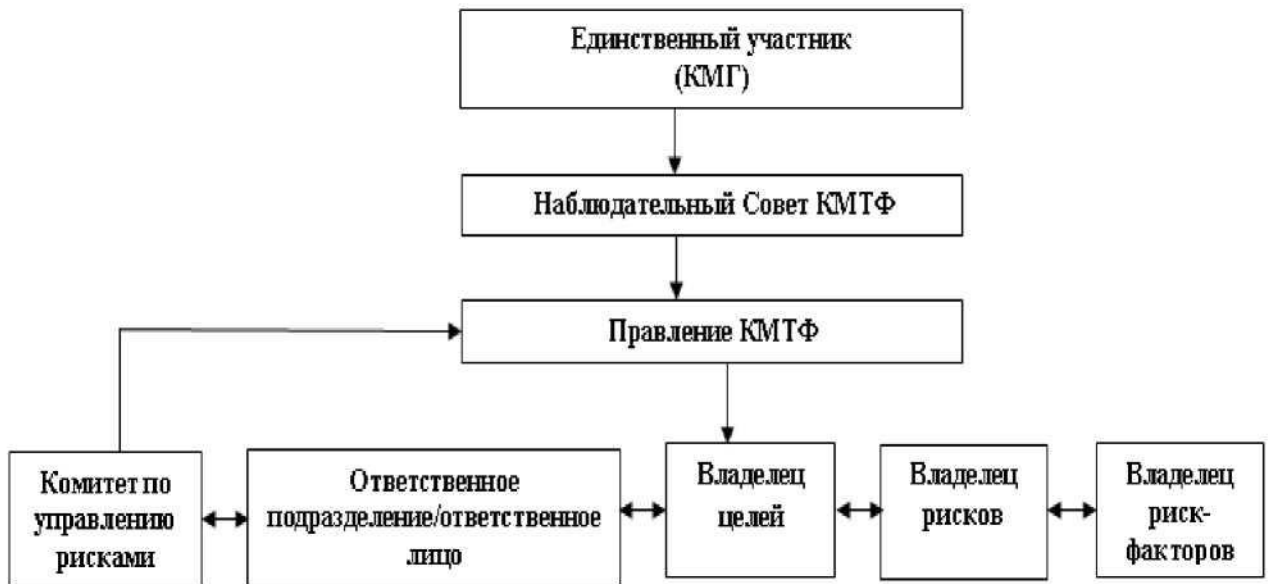 Единственный участник
(КМГ)
Наблюдательный Совет КМТФ
Правление КМТФ
Комитет по
управлению
рисками
Ответственное
подразделение/ответственное
лицо
Владелец
целей
Владелец
рисков
Владелец
риск-
факторов